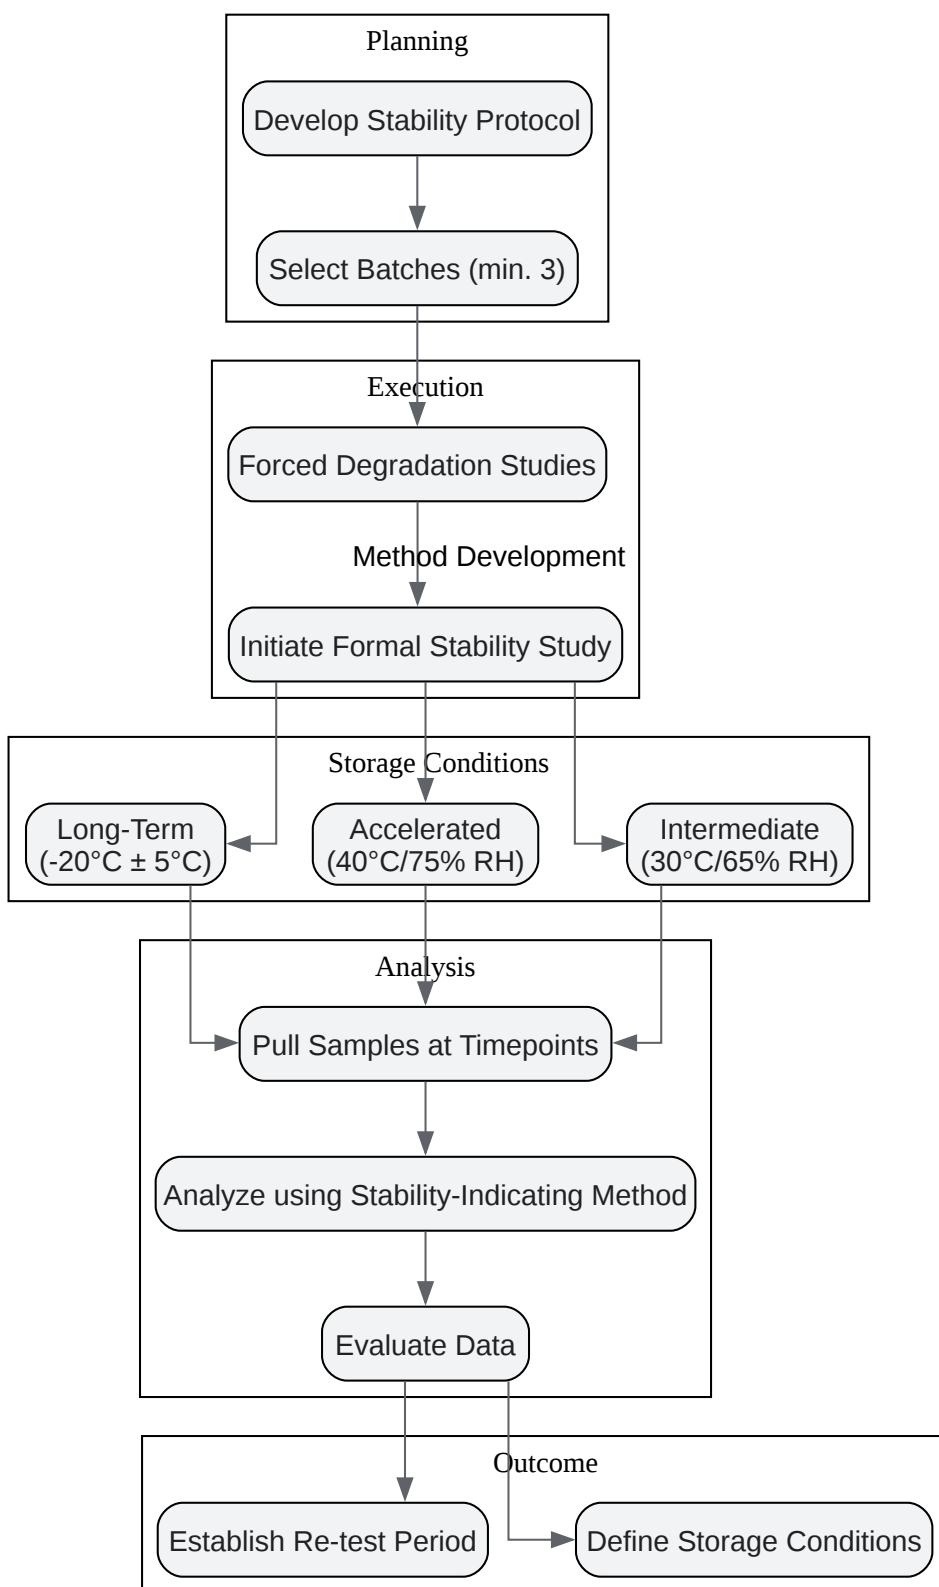 Planning
Develop Stability Protocol
Select Batches (min. 3)
Execution
Forced Degradation Studies
Method Development
Initiate Formal Stability Study
Storage Conditions
Long-Term
(-20°C ± 5°C)
Accelerated
(40°C/75% RH)
Intermediate
(30°C/65% RH)
Analysis
Pull Samples at Timepoints
Analyze using Stability-Indicating Method
Evaluate Data
Outcome
Establish Re-test Period
Define Storage Conditions